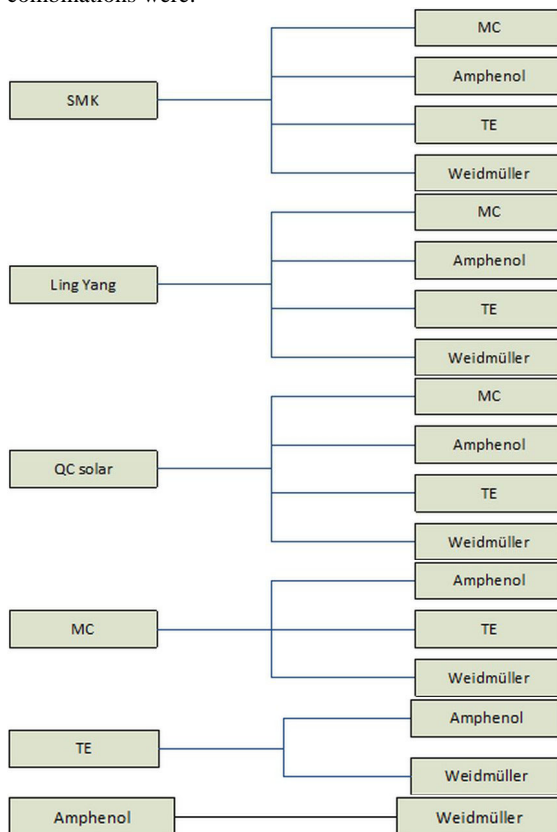 combinations were:
MC
Amphenol
SMK
TE
Weidmüller
MC
Amphenol
Ling Yang
TE
Weidmüller
MC
Amphenol
QC solar
TE
Weidmüller
Amphenol
MC
TE
Weidmüller
Amphenol
TE
Weidmüller
Amphenol
Weidmüller